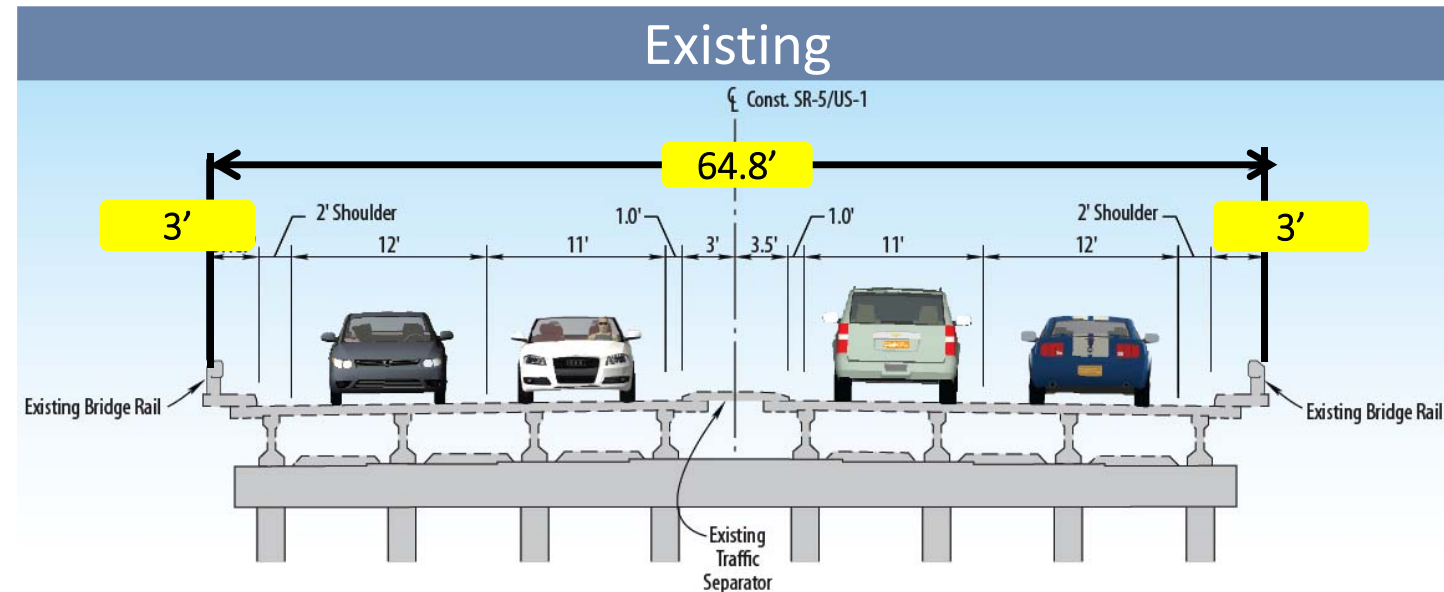 Existing
℄ Const. SR-5/US-1
64.8’
3’
2' Shoulder
1.0'
1.0'
2' Shoulder
3’
12'
11'
3'
3.5'
11'
12'
Existing Bridge Rail
Existing Bridge Rail
Existing
Traffic
Separator